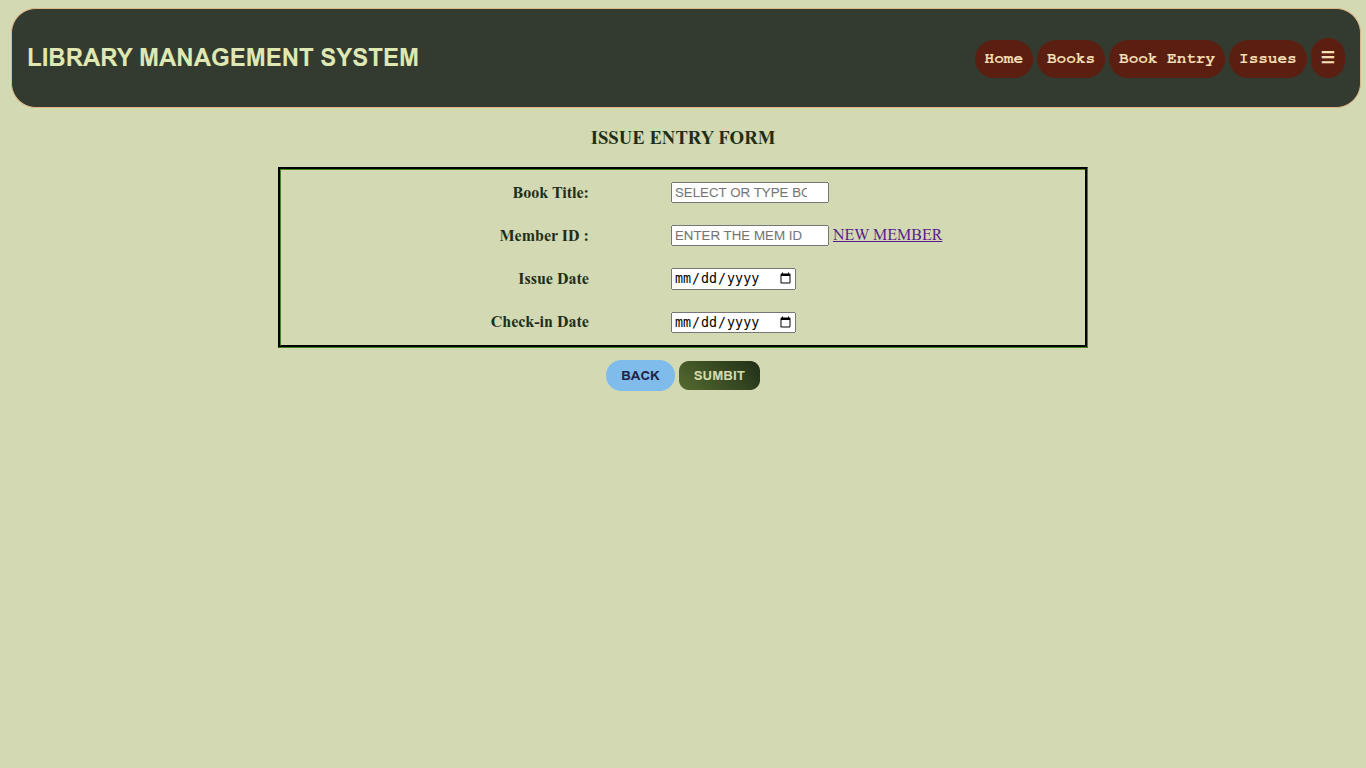 LIBRARY MANAGEMENT SYSTEM
Home Books Book Entry Issues ☰
ISSUE ENTRY FORM
Book Title: SELECT OR TYPE BO
Member ID : ENTER THE MEM ID NEW MEMBER
Issue Date mm/dd/yyyy
Check-in Date mm/dd/yyyy
BACK SUMBIT